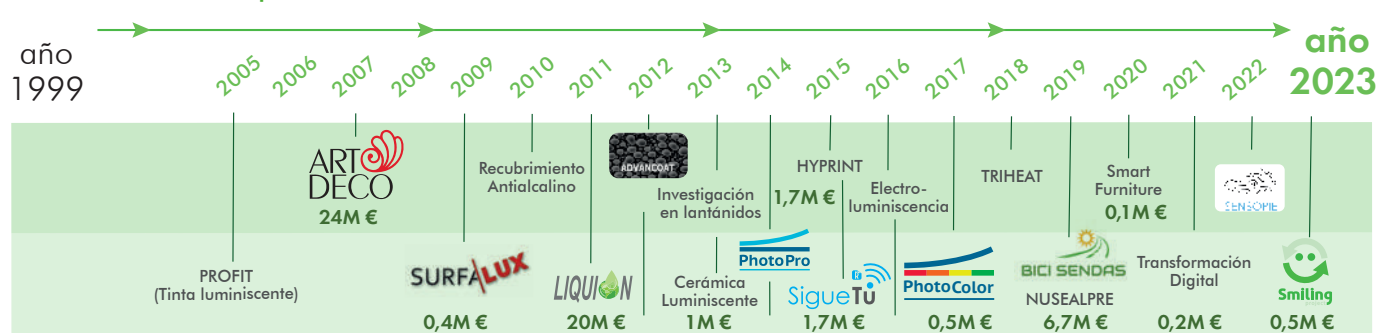 año
1999
2005
2006
2007
2008
2009
2010
2011
2012
2013
2014
2015
2016
2017
2018
2019
2020
2021
2022
año
2023
ART
DECO
24M €
Recubrimiento
Antialcalino
ADVANCOAT
Investigación
en lantánidos
HYPRINT
1,7M €
Electro-
luminiscencia
TRIHEAT
Smart
Furniture
0,1M €
SENSOPIE
PROFIT
(Tinta luminiscente)
SURFALUX
0,4M €
LIQUION
20M €
Cerámica
Luminiscente
1M €
PhotoPro
SigueTu
1,7M €
PhotoColor
0,5M €
BICI SENDAS
NUSEALPRE
6,7M €
Transformación
Digital
0,2M €
Smiling
0,5M €